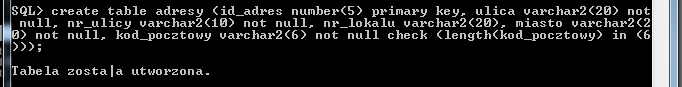 SQL> create table adresy (id_adres number(5) primary key, ulica varchar2(20) not
 null, nr_ulicy varchar2(10) not null, nr_lokalu varchar2(20), miasto varchar2(2
0) not null, kod_pocztowy varchar2(6) not null check (length(kod_pocztowy) in (6
)));
Tabela zosta|a utworzona.